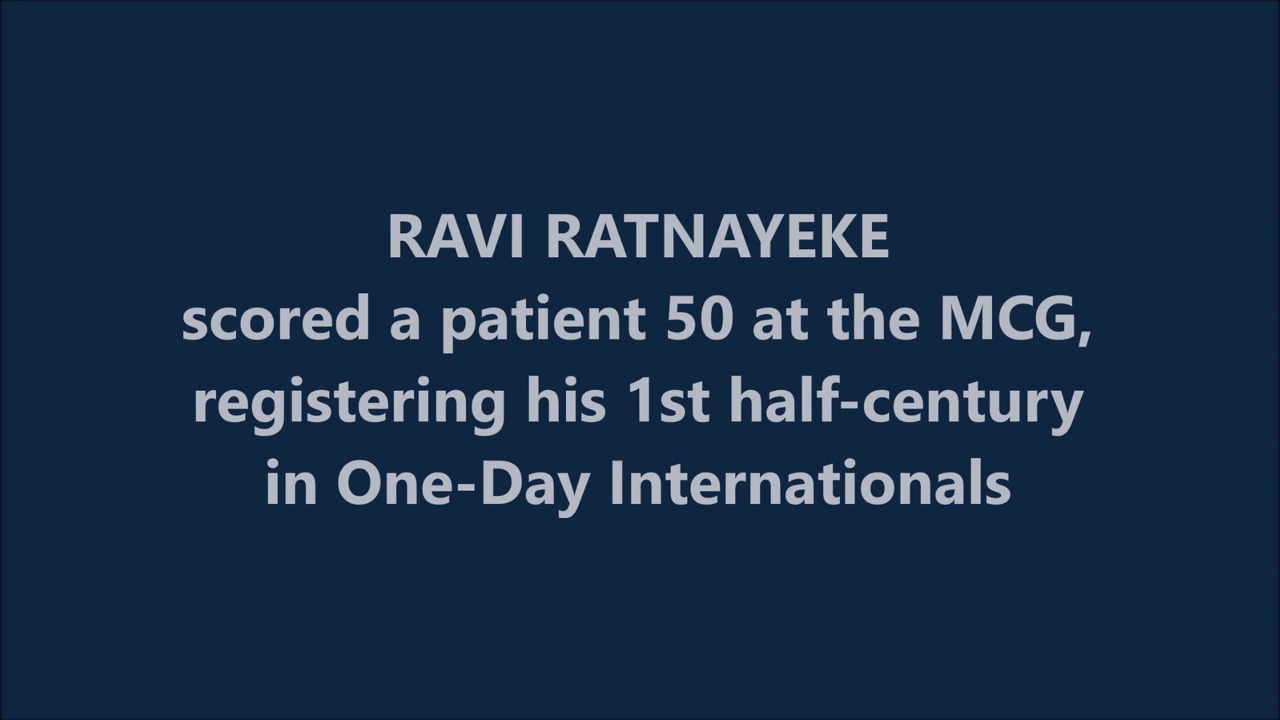 RAVI RATNAYEKE
scored a patient 50 at the MCG,
registering his 1st half-century
in One-Day Internationals